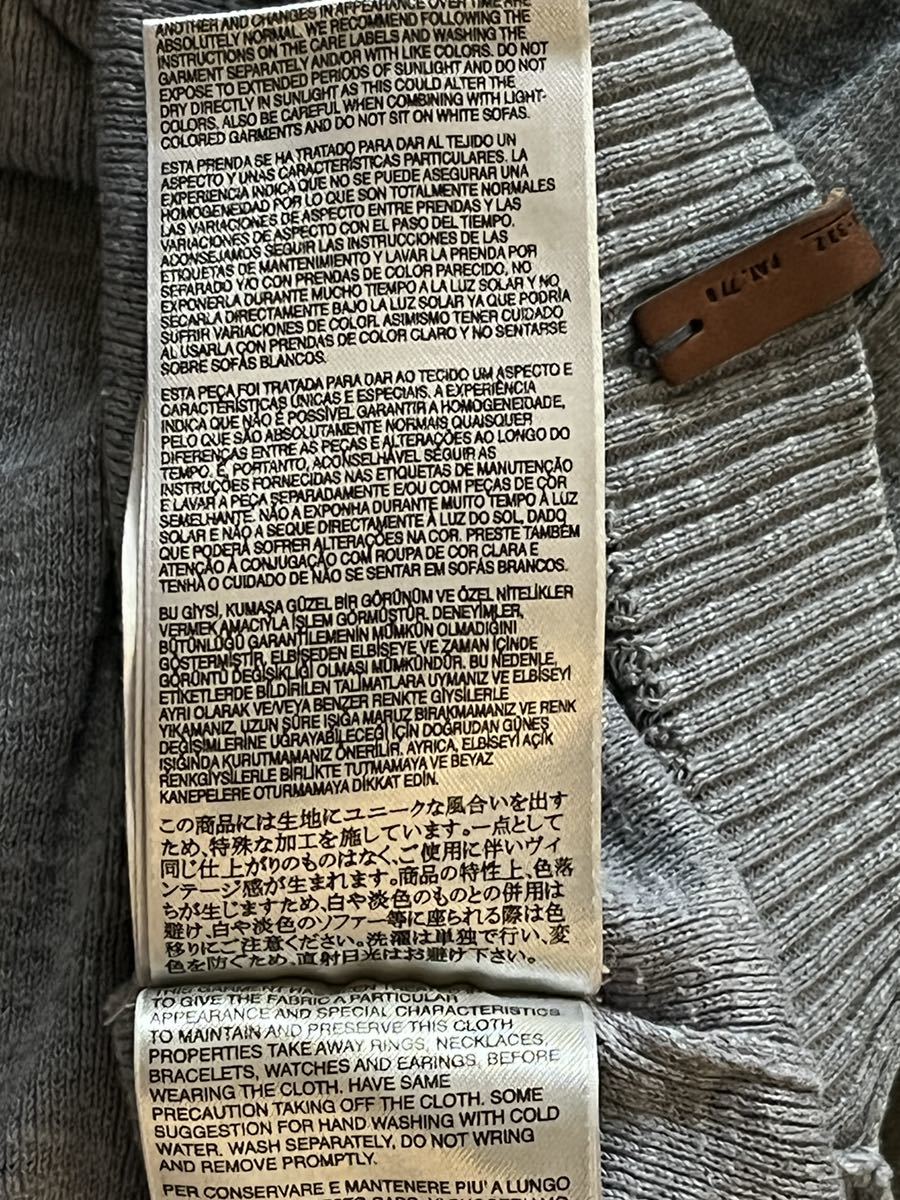 ANOTHER AND CHANGES IN APPEARANCE OVER TIME ARE
ABSOLUTELY NORMAL. WE RECOMMEND FOLLOWING THE
INSTRUCTIONS ON THE CARE LABELS AND WASHING THE
GARMENT SEPARATELY AND/OR WITH LIKE COLORS. DO NOT
EXPOSE TO EXTENDED PERIODS OF SUNLIGHT AND DO NOT
DRY DIRECTLY IN SUNLIGHT AS THIS COULD ALTER THE
COLORS. ALSO BE CAREFUL WHEN COMBINING WITH LIGHT-
COLORED GARMENTS AND DO NOT SIT ON WHITE SOFAS.
ESTA PRENDA SE HA TRATADO PARA DAR AL TEJIDO UN
ASPECTO Y UNAS CARACTERÍSTICAS PARTICULARES. LA
EXPERIENCIA INDICA QUE NO SE PUEDE ASEGURAR UNA
HOMOGENEIDAD POR LO QUE SON TOTALMENTE NORMALES
LAS VARIACIONES DE ASPECTO ENTRE PRENDAS Y LAS
VARIACIONES DE ASPECTO CON EL PASO DEL TIEMPO.
ACONSEJAMOS SEGUIR LAS INSTRUCCIONES DE LAS
ETIQUETAS DE MANTENIMIENTO Y LAVAR LA PRENDA POR
SEPARADO Y/O CON PRENDAS DE COLOR PARECIDO, NO
EXPONERLA DURANTE MUCHO TIEMPO A LA LUZ SOLAR Y NO
SECARLA DIRECTAMENTE BAJO LA LUZ SOLAR YA QUE PODRÍA
SUFRIR VARIACIONES DE COLOR. ASIMISMO TENER CUIDADO
AL USARLA CON PRENDAS DE COLOR CLARO Y NO SENTARSE
SOBRE SOFÁS BLANCOS.
ESTA PEÇA FOI TRATADA PARA DAR AO TECIDO UM ASPECTO E
CARACTERÍSTICAS ÚNICAS E ESPECIAIS. A EXPERIÊNCIA
INDICA QUE NÃO É POSSÍVEL GARANTIR A HOMOGENEIDADE,
PELO QUE SÃO ABSOLUTAMENTE NORMAIS QUAISQUER
DIFERENÇAS ENTRE AS PEÇAS E ALTERAÇÕES AO LONGO DO
TEMPO. É, PORTANTO, ACONSELHÁVEL SEGUIR AS
INSTRUÇÕES FORNECIDAS NAS ETIQUETAS DE MANUTENÇÃO
E LAVAR A PEÇA SEPARADAMENTE E/OU COM PEÇAS DE COR
SEMELHANTE. NÃO A EXPONHA DURANTE MUITO TEMPO À LUZ
SOLAR E NÃO A SEQUE DIRECTAMENTE À LUZ DO SOL, DADO
QUE PODERÁ SOFRER ALTERAÇÕES NA COR. PRESTE TAMBÉM
ATENÇÃO À CONJUGAÇÃO COM ROUPA DE COR CLARA E
TENHA O CUIDADO DE NÃO SE SENTAR EM SOFÁS BRANCOS.
BU GİYSİ, KUMAŞA GÜZEL BİR GÖRÜNÜM VE ÖZEL NİTELİKLER
VERMEK AMACIYLA İŞLEM GÖRMÜŞTÜR. DENEYİMLER,
BÜTÜNLÜĞÜ GARANTİLEMENİN MÜMKÜN OLMADIĞINI
GÖSTERMİŞTİR, ELBİSEDEN ELBİSEYE VE ZAMAN İÇİNDE
GÖRÜNTÜ DEĞİŞİKLİĞİ OLMASI MÜMKÜNDÜR. BU NEDENLE,
ETİKETLERDE BİLDİRİLEN TALİMATLARA UYMANIZ VE ELBİSEYİ
AYRI OLARAK VE/VEYA BENZER RENKTE GİYSİLERLE
YIKAMANIZ, UZUN SÜRE IŞIĞA MARUZ BIRAKMAMANIZ VE RENK
DEĞİŞİMLERİNE UĞRAYABİLECEĞİ İÇİN DOĞRUDAN GÜNEŞ
IŞIĞINDA KURUTMAMANIZ ÖNERİLİR. AYRICA, ELBİSEYİ AÇIK
RENKGİYSİLERLE BİRLİKTE TUTMAMAYA VE BEYAZ
KANEPELERE OTURMAMAYA DİKKAT EDİN.
この商品には生地にユニークな風合いを出す
ため、特殊な加工を施しています。一点として
同じ仕上がりのものはなく、ご使用に伴いヴィ
ンテージ感が生まれます。商品の特性上、色落
ちが生じますため、白や淡色のものとの併用は
避け、白や淡色のソファー等に座られる際は色
移りにご注意ください。洗濯は単独で行い、変
色を防ぐため、直射日光はお避け下さい。
THIS GARMENT HAS BEEN
TO GIVE THE FABRIC A PARTICULAR
APPEARANCE AND SPECIAL CHARACTERISTICS
TO MAINTAIN AND PRESERVE THIS CLOTH
PROPERTIES TAKE AWAY RINGS, NECKLACES,
BRACELETS, WATCHES AND EARINGS, BEFORE
WEARING THE CLOTH. HAVE SAME
PRECAUTION TAKING OFF THE CLOTH. SOME
SUGGESTION FOR HAND WASHING WITH COLD
WATER. WASH SEPARATELY, DO NOT WRING
AND REMOVE PROMPTLY.
PER CONSERVARE E MANTENERE PIU' A LUNGO